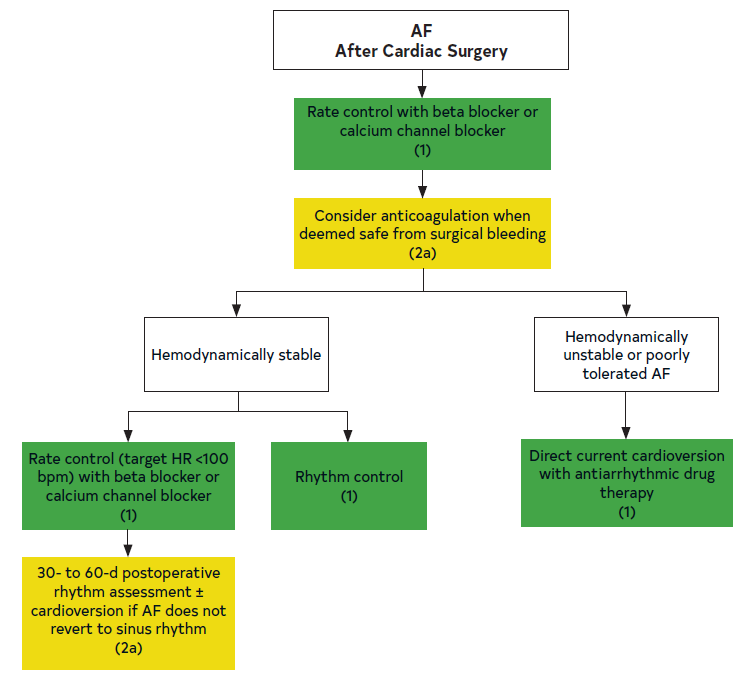 AF
After Cardiac Surgery
Rate control with beta blocker or
calcium channel blocker
(1)
Consider anticoagulation when
deemed safe from surgical bleeding
(2a)
Hemodynamically stable
Hemodynamically
unstable or poorly
tolerated AF
Rate control (target HR <100
bpm) with beta blocker or
calcium channel blocker
(1)
Rhythm control
(1)
Direct current cardioversion
with antiarrhythmic drug
therapy
(1)
30- to 60-d postoperative
rhythm assessment ±
cardioversion if AF does not
revert to sinus rhythm
(2a)